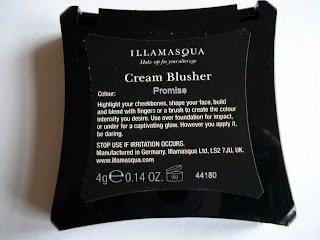 ILLAMASQUA
Make-up for your alter ego
Cream Blusher
Colour: Promise
Highlight your cheekbones, shape your face, build
and blend with fingers or a brush to create the colour
intensity you desire. Use over foundation for impact,
or under for a captivating glow. However you apply it,
be daring.
STOP USE IF IRRITATION OCCURS.
Manufactured in Germany. Illamasqua Ltd, LS2 7JU, UK.
www.illamasqua.com
4g e 0.14 OZ. 44180